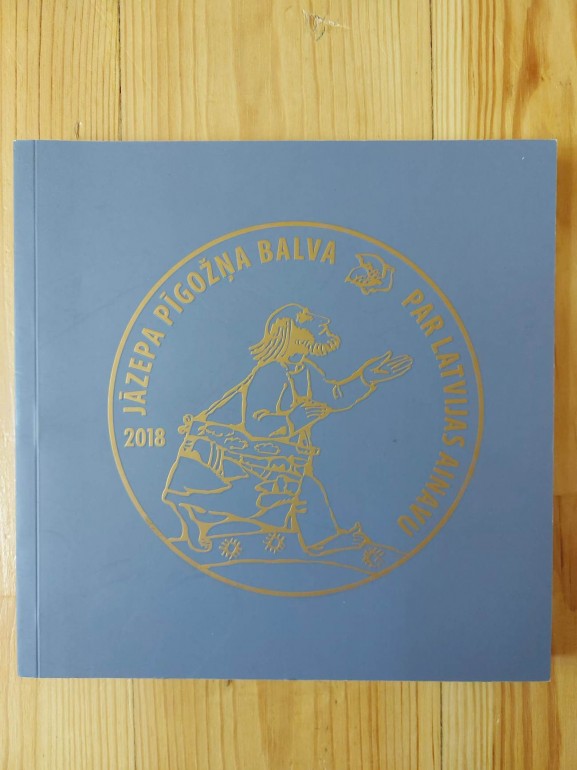 JĀZEPA PĪGOŽŅA BALVA
PAR LATVIJAS AINAVU
2018